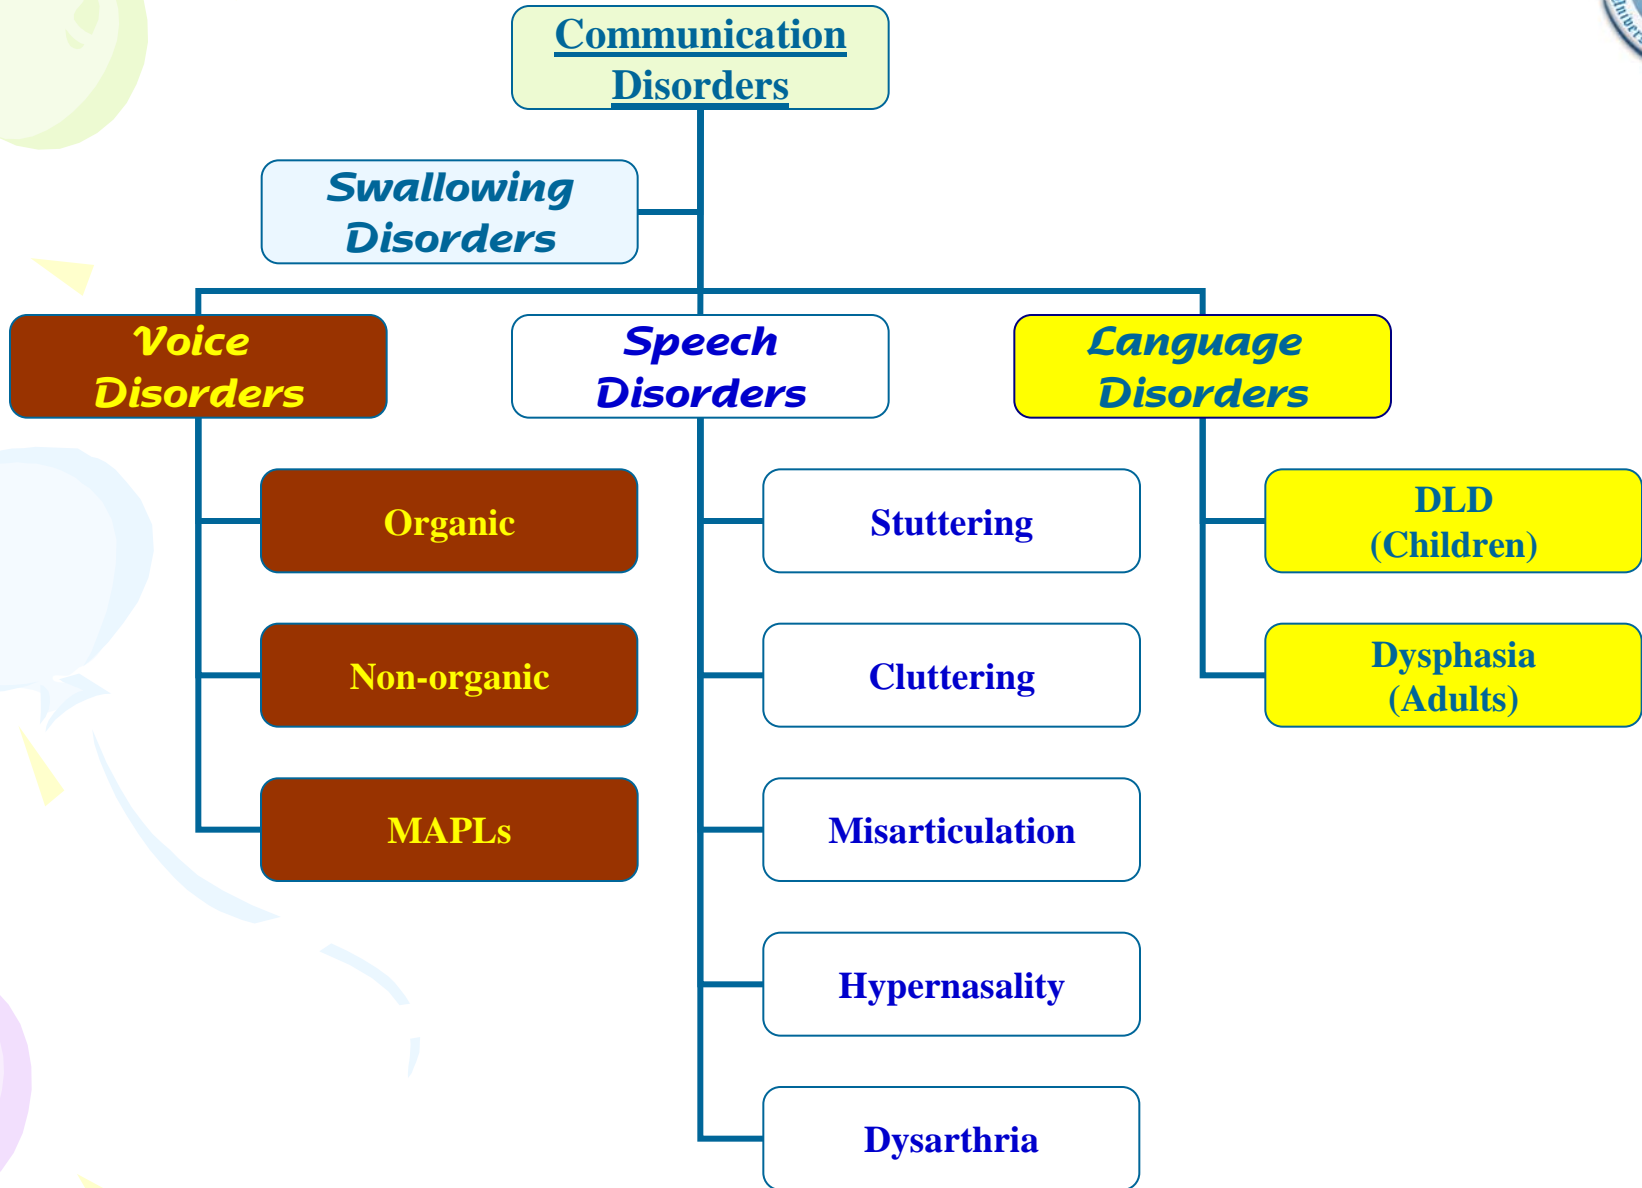 Communication
Disorders
Swallowing
Disorders
Voice
Disorders
Speech
Disorders
Language
Disorders
Organic
Non-organic
MAPLs
Stuttering
Cluttering
Misarticulation
Hypernasality
Dysarthria
DLD
(Children)
Dysphasia
(Adults)